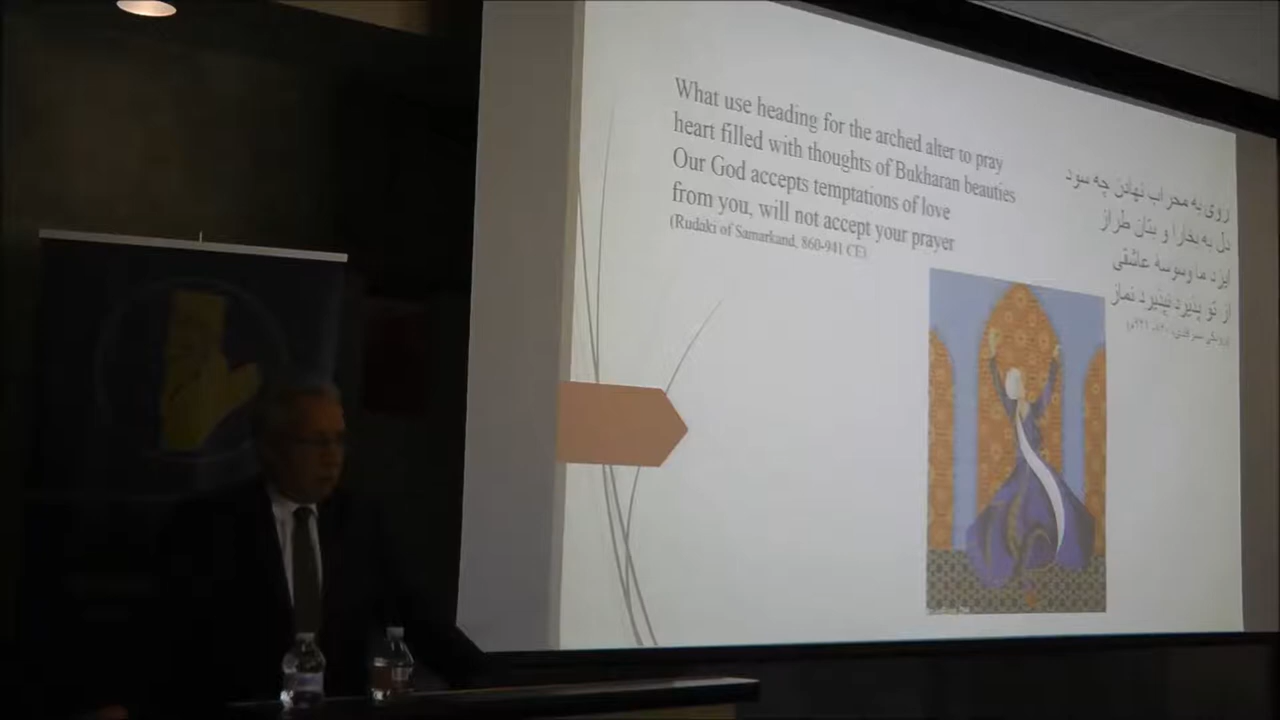 What use heading for the arched alter to pray
heart filled with thoughts of Bukharan beauties
Our God accepts temptations of love
from you, will not accept your prayer
(Rudaki of Samarkand, 860-941 CE)
روی به محراب نهادن چه سود
دل به بخارا و بتان طراز
ایزد ما وسوسهٔ عاشقی
از تو پذیرد نپذیرد نماز